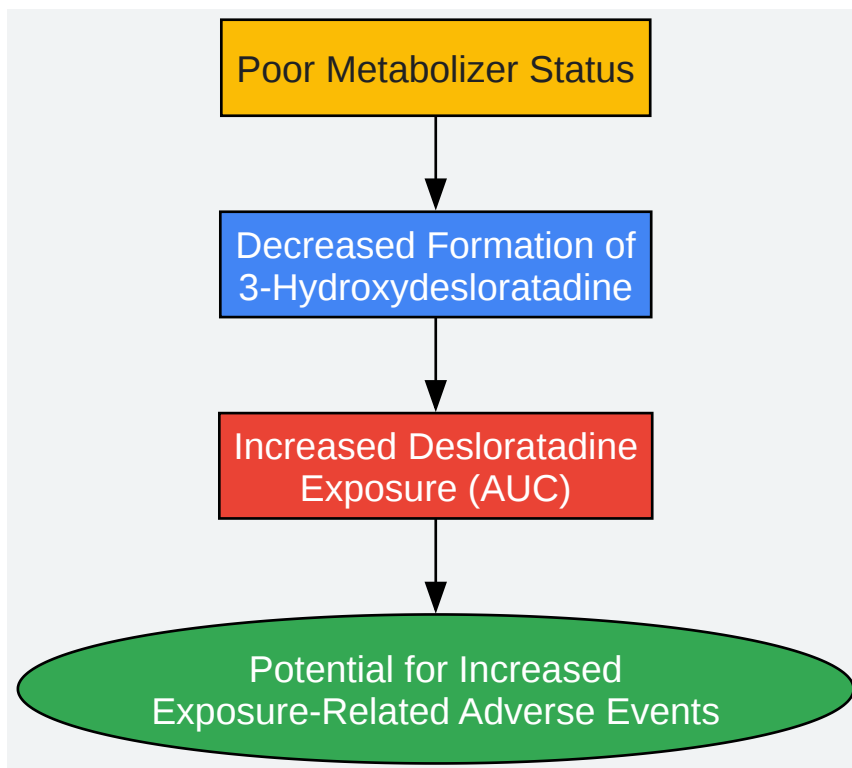 Poor Metabolizer Status
Decreased Formation of
3-Hydroxydesloratadine
Increased Desloratadine
Exposure (AUC)
Potential for Increased
Exposure-Related Adverse Events